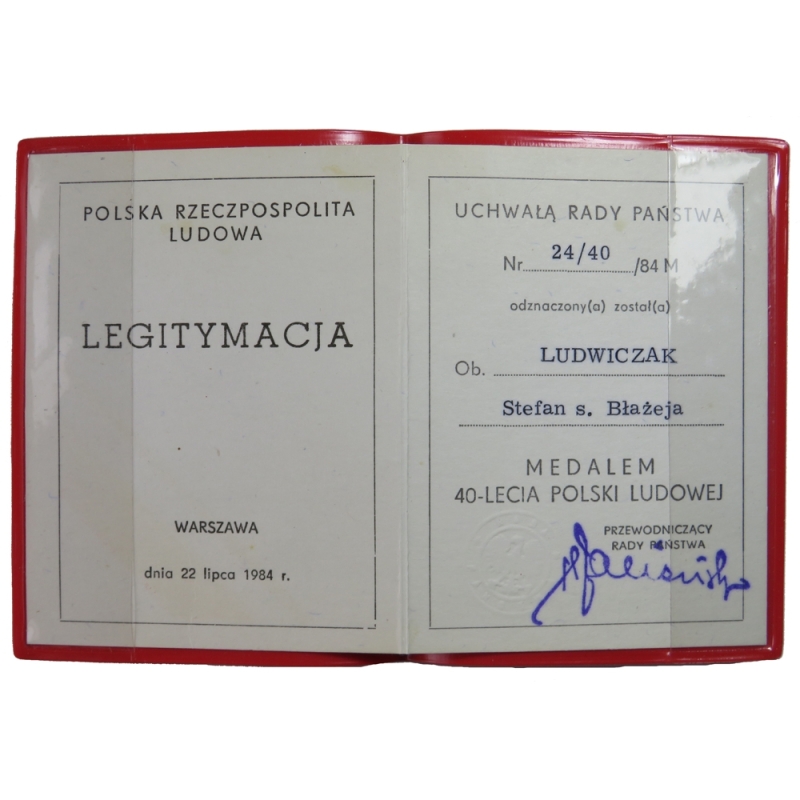 POLSKA RZECZPOSPOLITA
LUDOWA
LEGITYMACJA
WARSZAWA
dnia 22 lipca 1984 r.
UCHWAŁĄ RADY PAŃSTWA
Nr 24/40 /84 M
odznaczony(a) został(a)
Ob. LUDWICZAK
Stefan s. Błażeja
MEDALEM
40-LECIA POLSKI LUDOWEJ
PRZEWODNICZĄCY
RADY PAŃSTWA